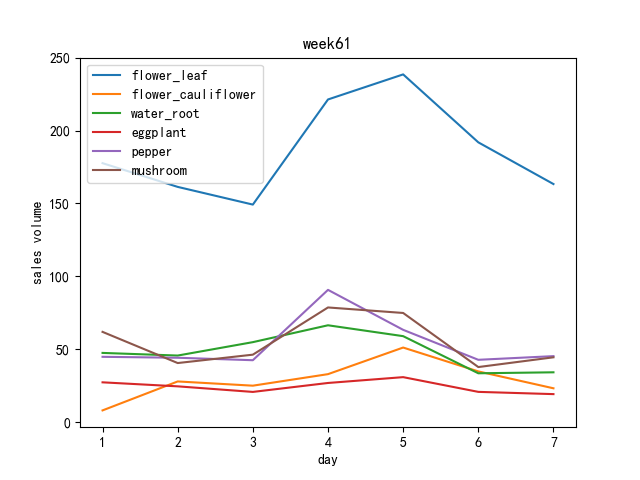 week61
flower_leaf
flower_cauliflower
water_root
eggplant
pepper
mushroom
sales volume
250
200
150
100
50
0
1 2 3 4 5 6 7
day